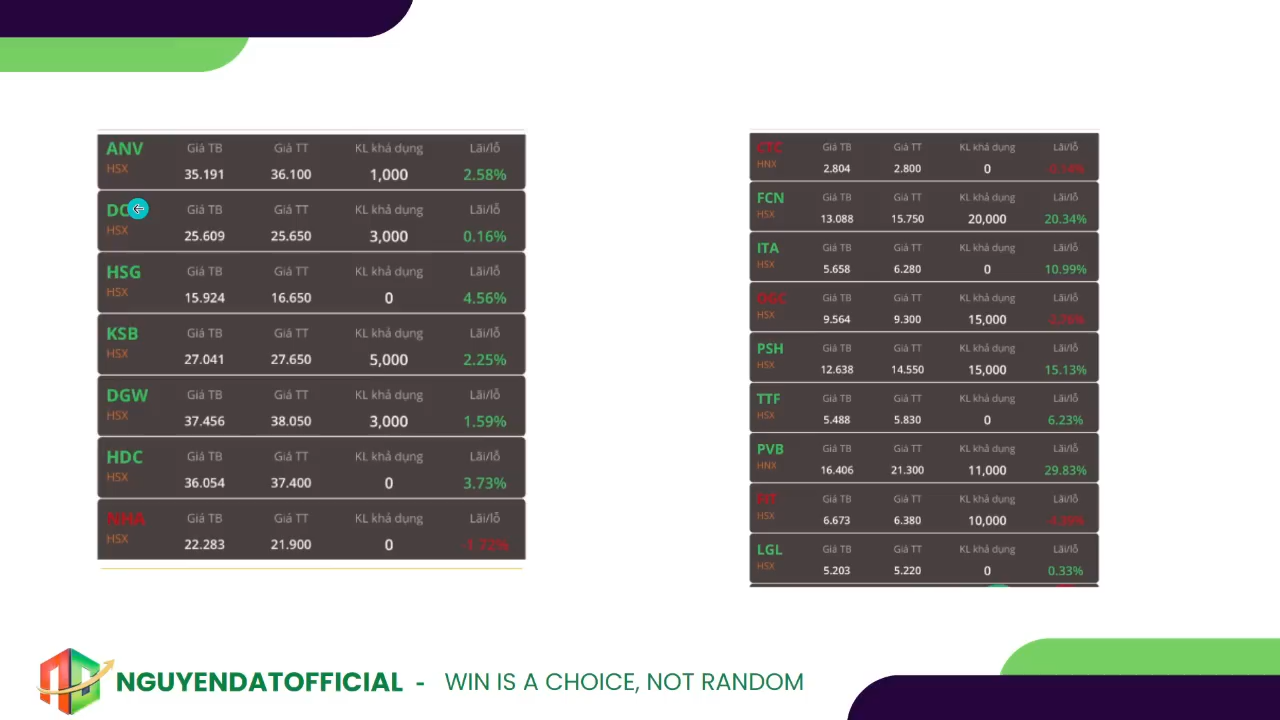 ANV Giá TB Giá TT KL khả dụng Lãi/lỗ
HSX 35.191 36.100 1,000 2.58%
Giá TB Giá TT KL khả dụng Lãi/lỗ
HSX 25.609 25.650 3,000 0.16%
HSG Giá TB Giá TT KL khả dụng Lãi/lỗ
HSX 15.924 16.650 0 4.56%
KSB Giá TB Giá TT KL khả dụng Lãi/lỗ
HSX 27.041 27.650 5,000 2.25%
DGW Giá TB Giá TT KL khả dụng Lãi/lỗ
HSX 37.456 38.050 3,000 1.59%
HDC Giá TB Giá TT KL khả dụng Lãi/lỗ
HSX 36.054 37.400 0 3.73%
NHA Giá TB Giá TT KL khả dụng Lãi/lỗ
HSX 22.283 21.900 0 -1.72%
CTC Giá TB Giá TT KL khả dụng Lãi/lỗ
HNX 2.804 2.800 0 -0.14%
FCN Giá TB Giá TT KL khả dụng Lãi/lỗ
HSX 13.088 15.750 20,000 20.34%
ITA Giá TB Giá TT KL khả dụng Lãi/lỗ
HSX 5.658 6.280 0 10.99%
OGC Giá TB Giá TT KL khả dụng Lãi/lỗ
HSX 9.564 9.300 15,000 -2.76%
PSH Giá TB Giá TT KL khả dụng Lãi/lỗ
HSX 12.638 14.550 15,000 15.13%
TTF Giá TB Giá TT KL khả dụng Lãi/lỗ
HSX 5.488 5.830 0 6.23%
PVB Giá TB Giá TT KL khả dụng Lãi/lỗ
HNX 16.406 21.300 11,000 29.83%
FIT Giá TB Giá TT KL khả dụng Lãi/lỗ
HSX 6.673 6.380 10,000 -4.39%
LGL Giá TB Giá TT KL khả dụng Lãi/lỗ
HSX 5.203 5.220 0 0.33%
NGUYENDATOFFICIAL - WIN IS A CHOICE, NOT RANDOM